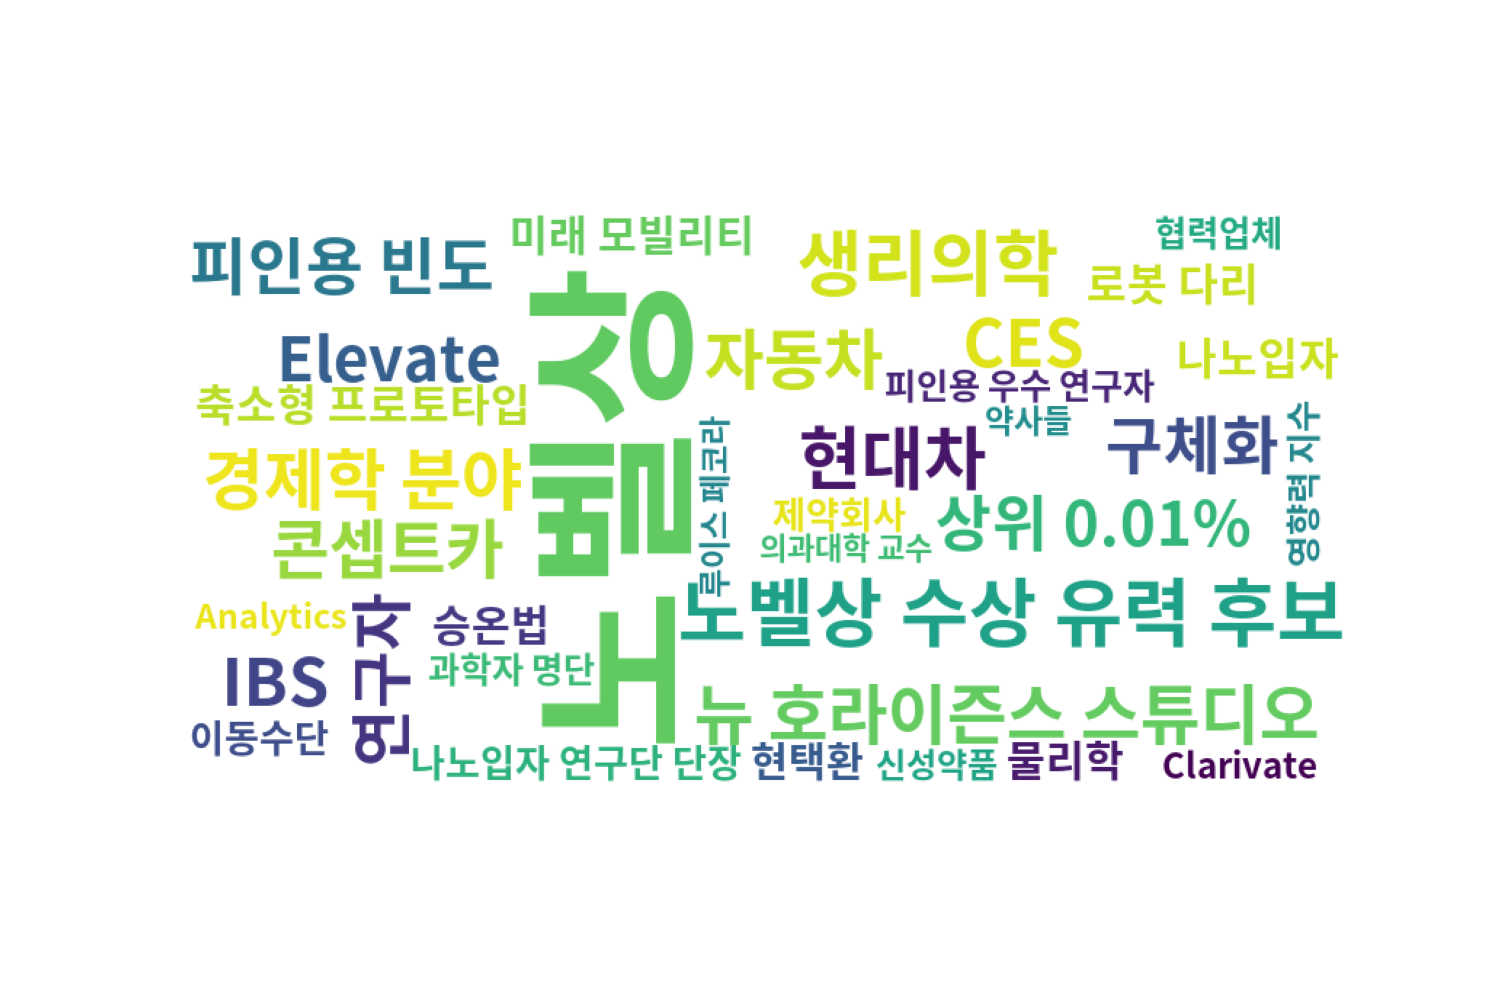 피인용 빈도
미래 모빌리티
생리의학
협력업체
로봇 다리
Elevate
노벨상
자동차
CES
나노입자
축소형 프로토타입
피인용 우수 연구자
약사들
경제학 분야
루이스 페코라
현대차
구체화
영향력 지수
콘셉트카
제약회사
상위 0.01%
의과대학 교수
Analytics
연구자
승온법
노벨상 수상 유력 후보
IBS
과학자 명단
뉴 호라이즌스 스튜디오
이동수단
나노입자 연구단 단장
현택환
신성약품
물리학
Clarivate